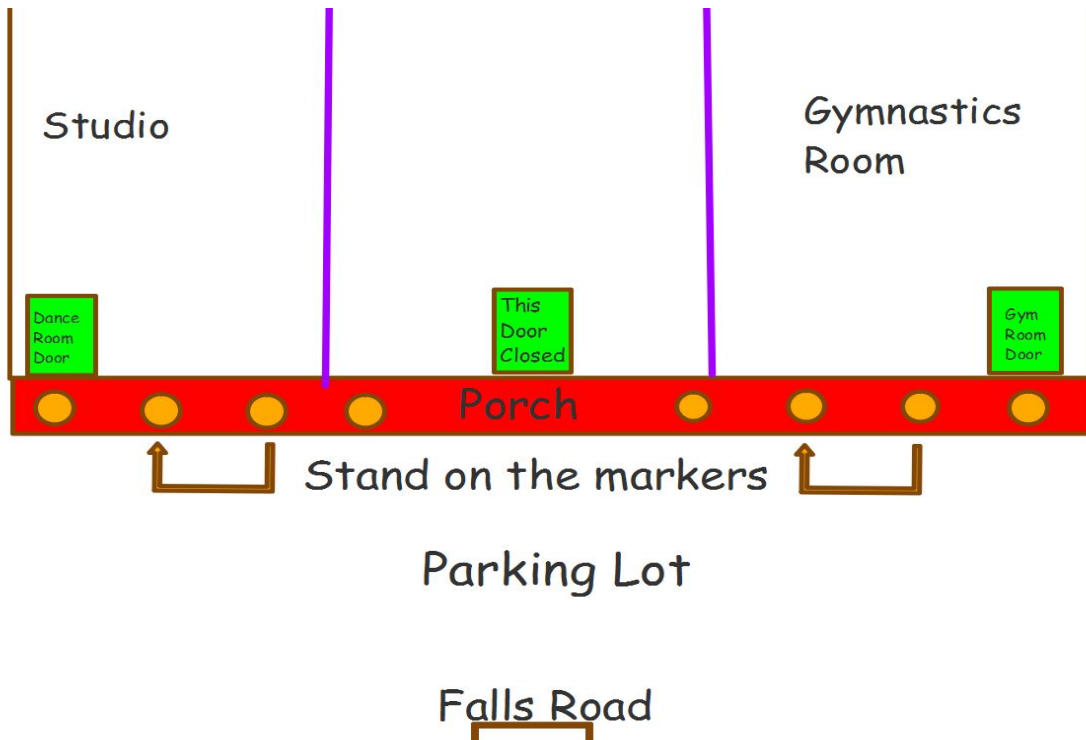 Studio
Gymnastics
Room
Dance
Room
Door
This
Door
Closed
Gym
Room
Door
Porch
Stand on the markers
Parking Lot
Falls Road